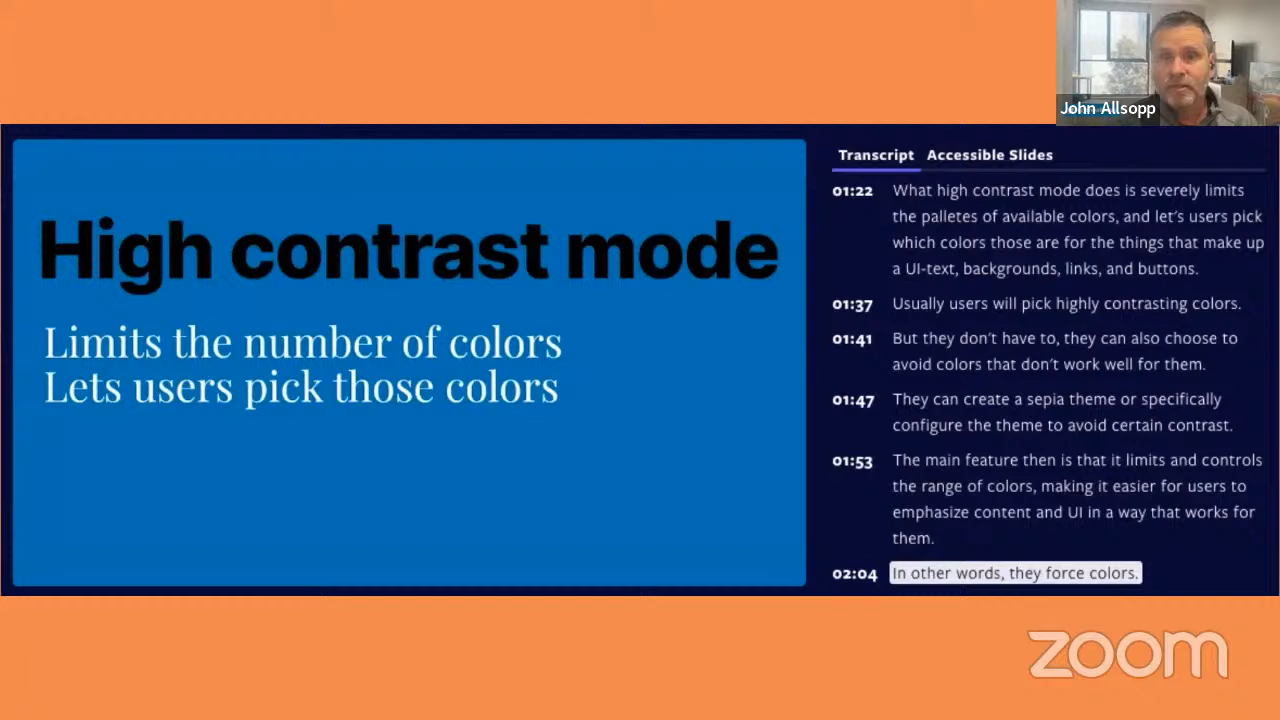 John Allsopp
High contrast mode
Limits the number of colors
Lets users pick those colors
Transcript Accessible Slides
01:22 What high contrast mode does is severely limits
the palletes of available colors, and let's users pick
which colors those are for the things that make up
a UI-text, backgrounds, links, and buttons.
01:37 Usually users will pick highly contrasting colors.
01:41 But they don't have to, they can also choose to
avoid colors that don't work well for them.
01:47 They can create a sepia theme or specifically
configure the theme to avoid certain contrast.
01:53 The main feature then is that it limits and controls
the range of colors, making it easier for users to
emphasize content and UI in a way that works for
them.
02:04 In other words, they force colors.
zoom